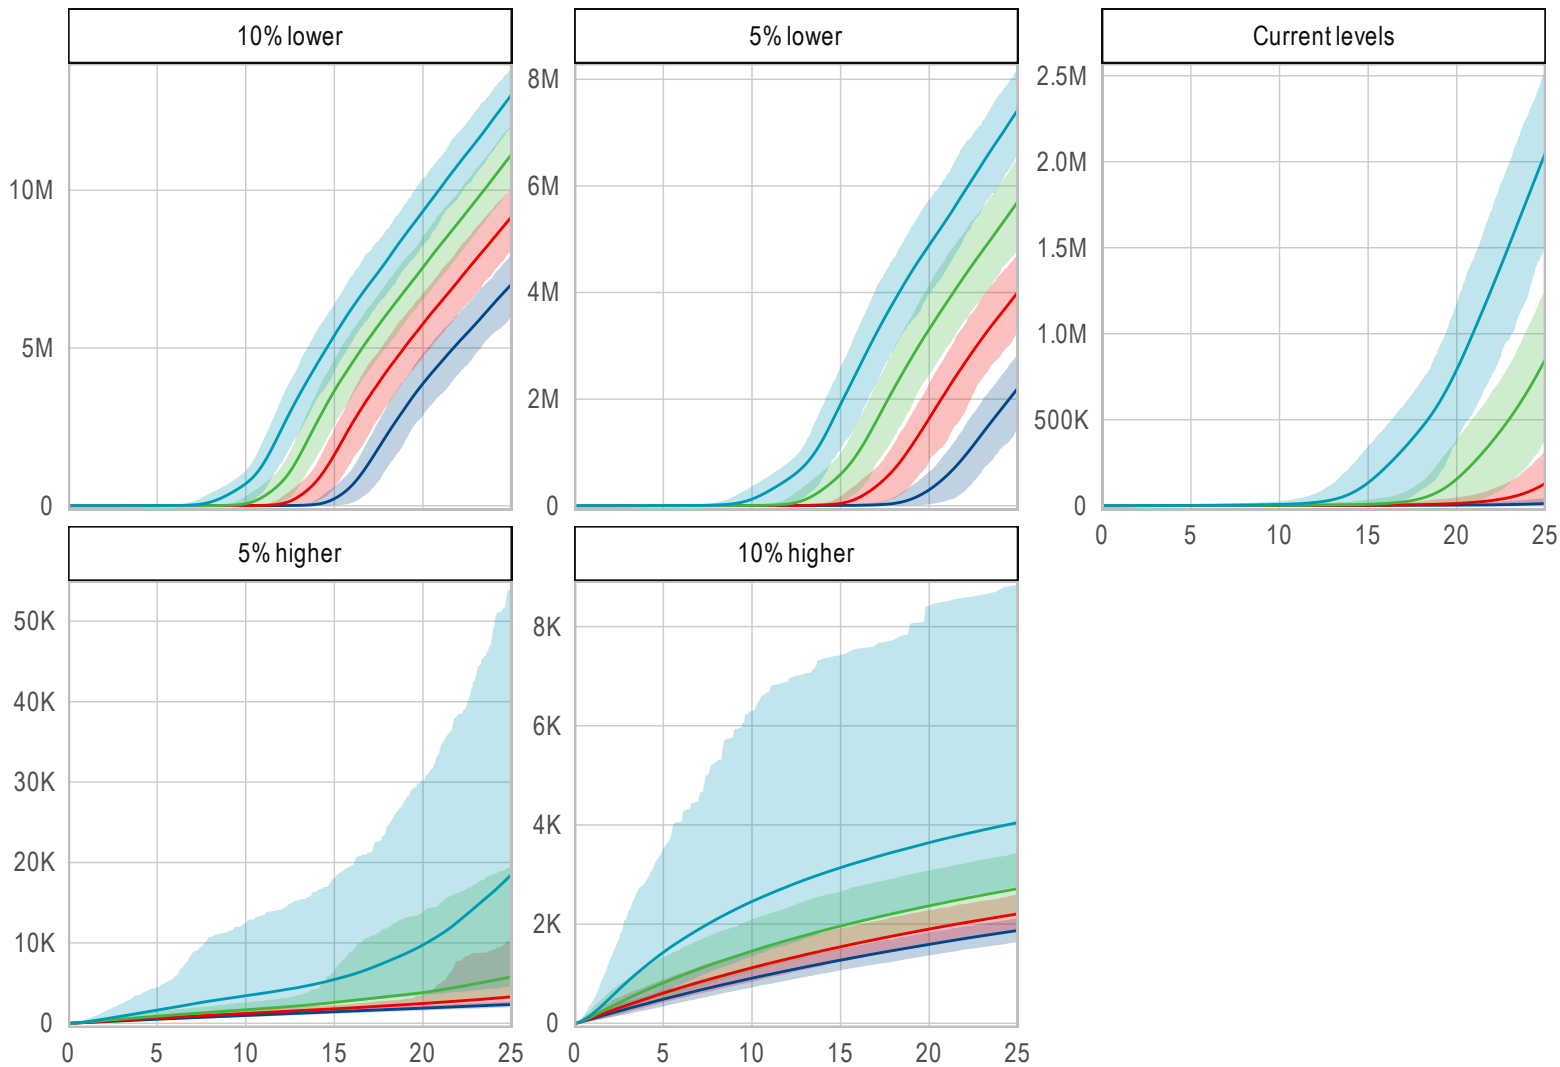 10% lower
5% lower
Current levels
10M
5M
0
8M
6M
4M
2M
0
2.5M
2.0M
1.5M
1.0M
500K
0
0 5 10 15 20 25
5% higher
10% higher
50K
40K
30K
20K
10K
0
0 5 10 15 20 25
8K
6K
4K
2K
0
0 5 10 15 20 25